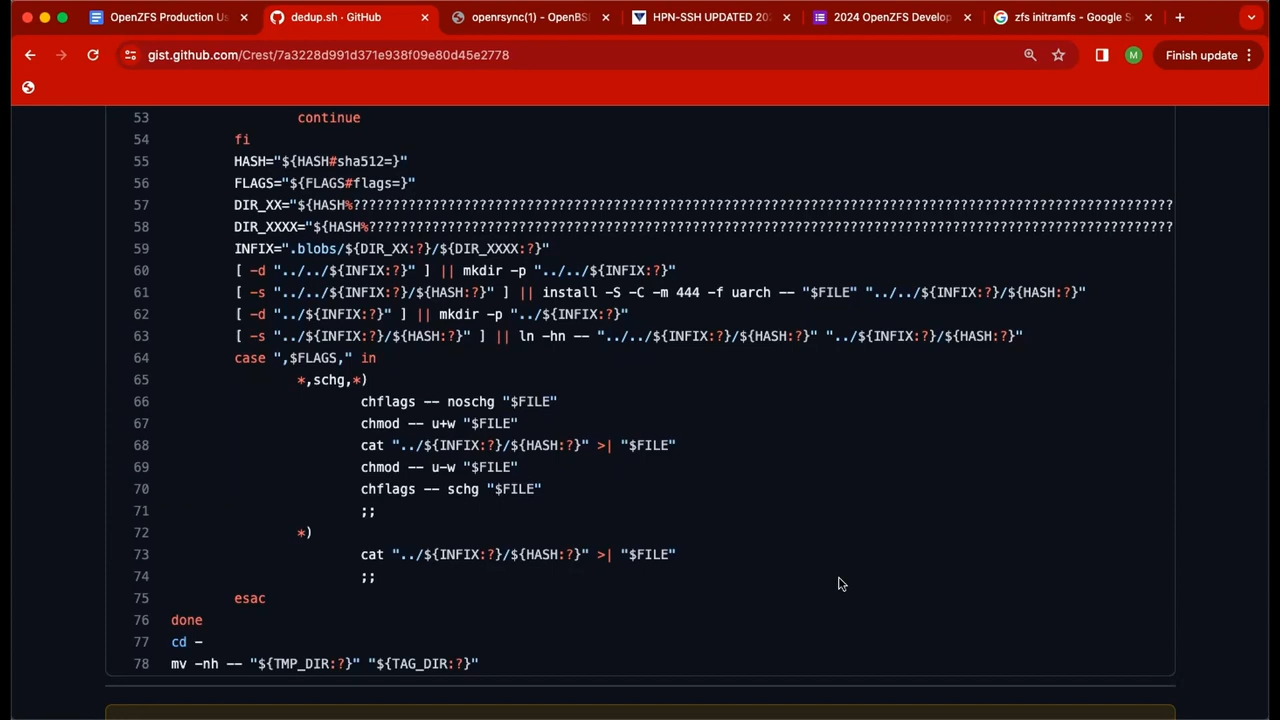 OpenZFS Production Us
dedup.sh · GitHub
openrsync(1) - OpenBS
HPN-SSH UPDATED 202
2024 OpenZFS Develop
zfs initramfs - Google S
gist.github.com/Crest/7a3228d991d371e938f09e80d45e2778
M
Finish update
53 continue
54 fi
55 HASH="${HASH#sha512=}"
56 FLAGS="${FLAGS#flags=}"
57 DIR_XX="${HASH%????????????????????????????????????????????????????????????????????????????????????????????????????????
58 DIR_XXXX="${HASH%??????????????????????????????????????????????????????????????????????????????????????????????????????
59 INFIX=".blobs/${DIR_XX:?}/${DIR_XXXX:?}"
60 [ -d "../../${INFIX:?}" ] || mkdir -p "../../${INFIX:?}"
61 [ -s "../../${INFIX:?}/${HASH:?}" ] || install -S -C -m 444 -f uarch -- "$FILE" "../../${INFIX:?}/${HASH:?}"
62 [ -d "../${INFIX:?}" ] || mkdir -p "../${INFIX:?}"
63 [ -s "../${INFIX:?}/${HASH:?}" ] || ln -hn -- "../../${INFIX:?}/${HASH:?}" "../${INFIX:?}/${HASH:?}"
64 case ",$FLAGS," in
65 *,schg,*)
66 chflags -- noschg "$FILE"
67 chmod -- u+w "$FILE"
68 cat "../${INFIX:?}/${HASH:?}" >| "$FILE"
69 chmod -- u-w "$FILE"
70 chflags -- schg "$FILE"
71 ;;
72 *)
73 cat "../${INFIX:?}/${HASH:?}" >| "$FILE"
74 ;;
75 esac
76 done
77 cd -
78 mv -nh -- "${TMP_DIR:?}" "${TAG_DIR:?}"